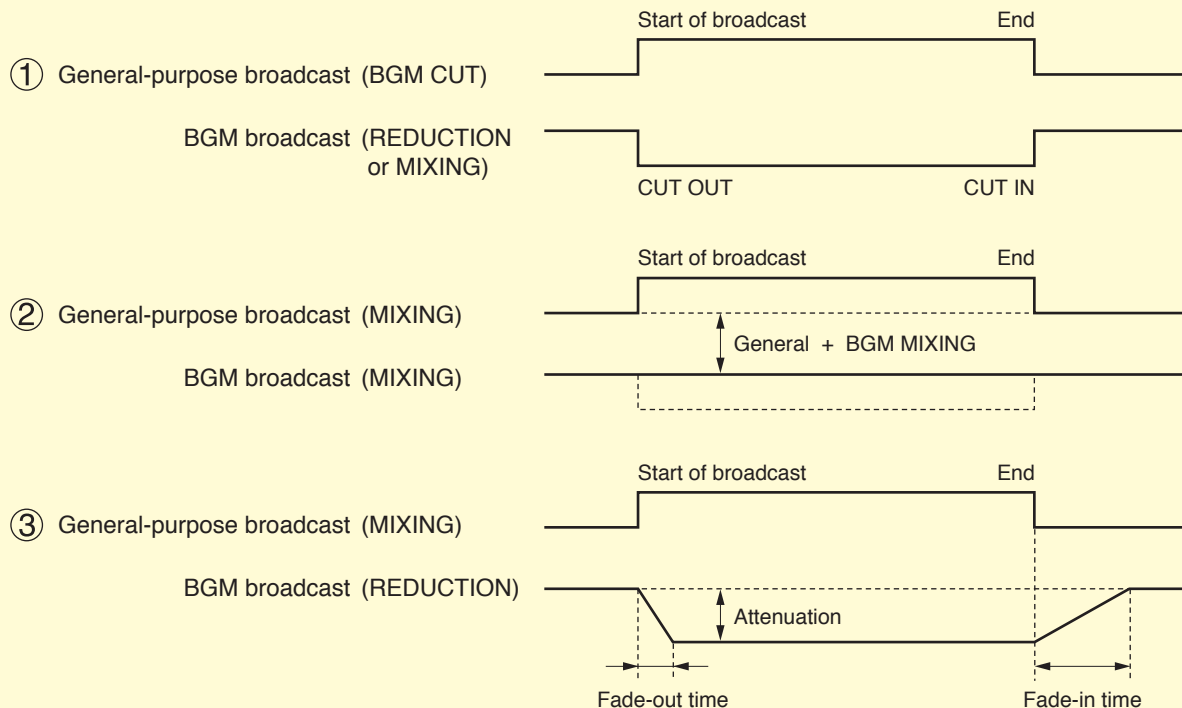 Start of broadcast End
① General-purpose broadcast (BGM CUT)
BGM broadcast (REDUCTION
or MIXING)
CUT OUT CUT IN
Start of broadcast End
② General-purpose broadcast (MIXING)
General + BGM MIXING
BGM broadcast (MIXING)
Start of broadcast End
③ General-purpose broadcast (MIXING)
BGM broadcast (REDUCTION)
Attenuation
Fade-out time Fade-in time